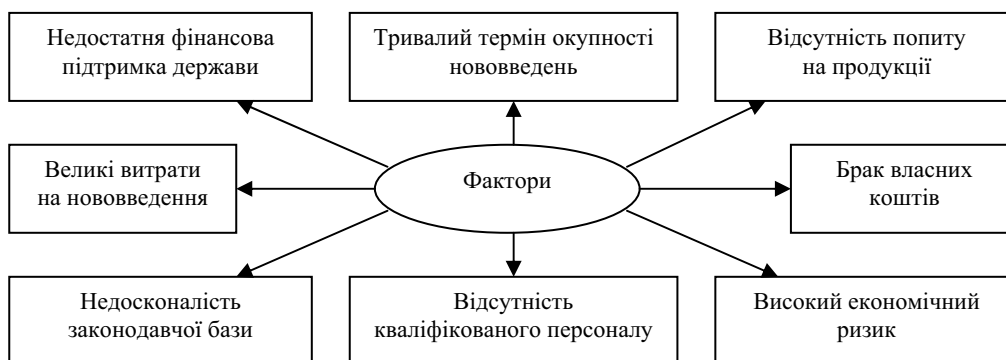 Недостатня фінансова
підтримка держави
Тривалий термін окупності
нововведень
Відсутність попиту
на продукції
Великі витрати
на нововведення
Фактори
Брак власних
коштів
Недосконалість
законодавчої бази
Відсутність
кваліфікованого персоналу
Високий економічний
ризик